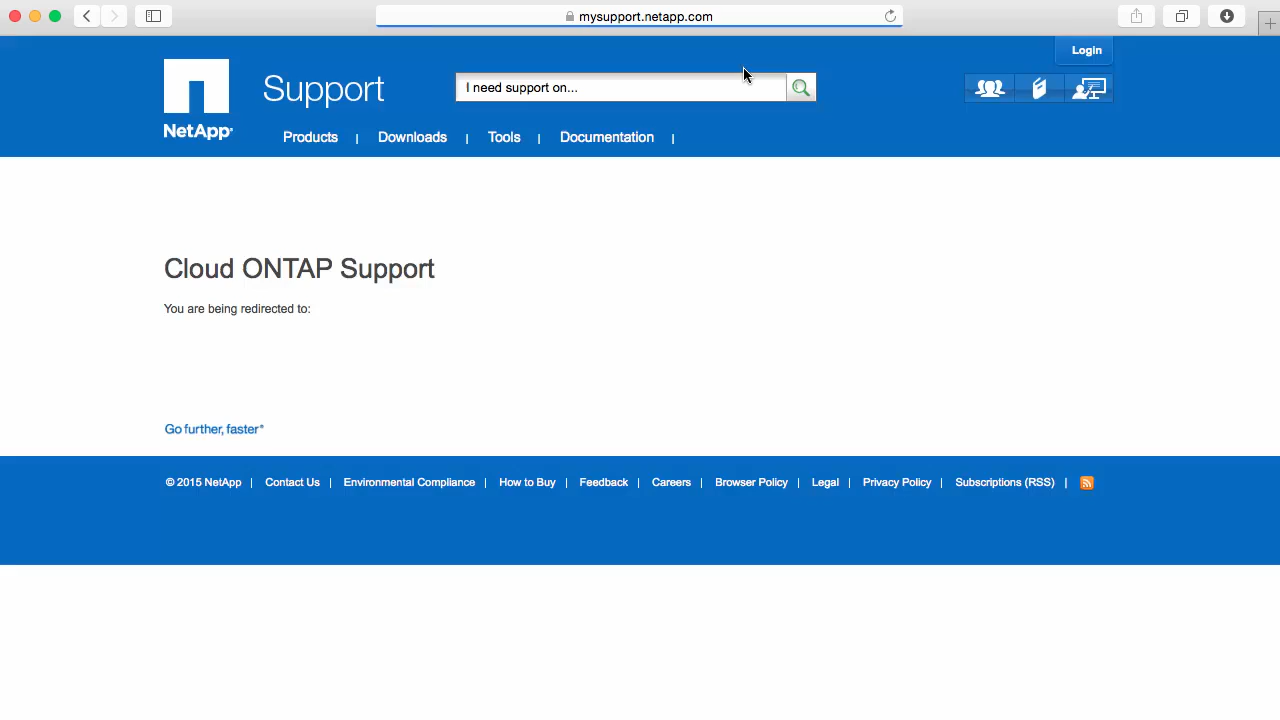 mysupport.netapp.com
Login
NetApp®
Support
I need support on...
Products | Downloads | Tools | Documentation |
Cloud ONTAP Support
You are being redirected to:
Go further, faster®
© 2015 NetApp | Contact Us | Environmental Compliance | How to Buy | Feedback | Careers | Browser Policy | Legal | Privacy Policy | Subscriptions (RSS) |